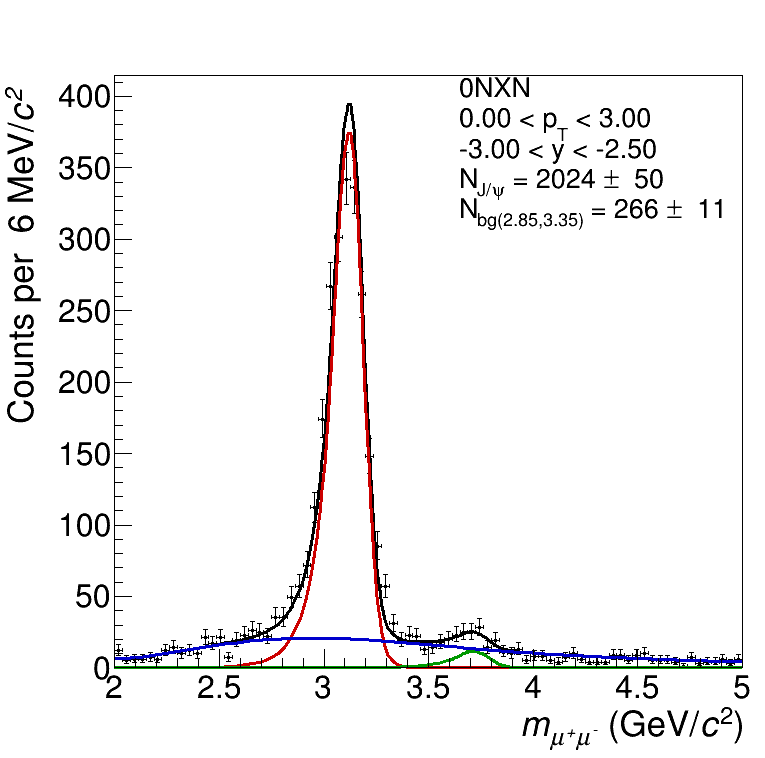 Counts per 6 MeV/c²
400
350
300
250
200
150
100
50
0
0NXN
0.00 < p_T < 3.00
-3.00 < y < -2.50
N_J/ψ = 2024 ± 50
N_bg(2.85,3.35) = 266 ± 11
2 2.5 3 3.5 4 4.5 5
m_μ⁺μ⁻ (GeV/c²)